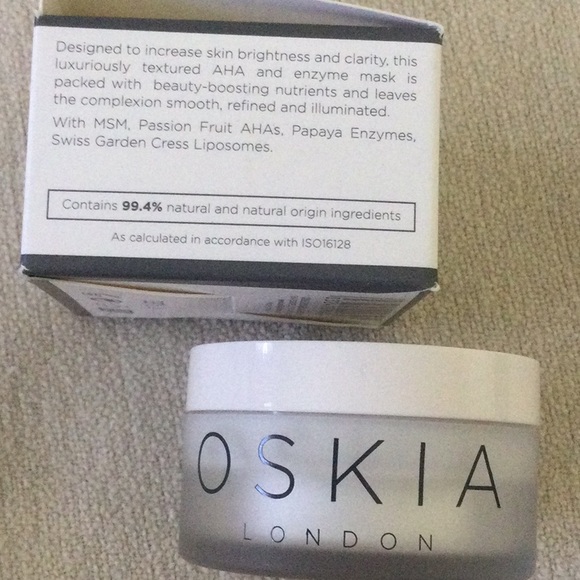 Designed to increase skin brightness and clarity, this
luxuriously textured AHA and enzyme mask is
packed with beauty-boosting nutrients and leaves
the complexion smooth, refined and illuminated.
With MSM, Passion Fruit AHAs, Papaya Enzymes,
Swiss Garden Cress Liposomes.
Contains 99.4% natural and natural origin ingredients
As calculated in accordance with ISO16128
OSKIA
LONDON